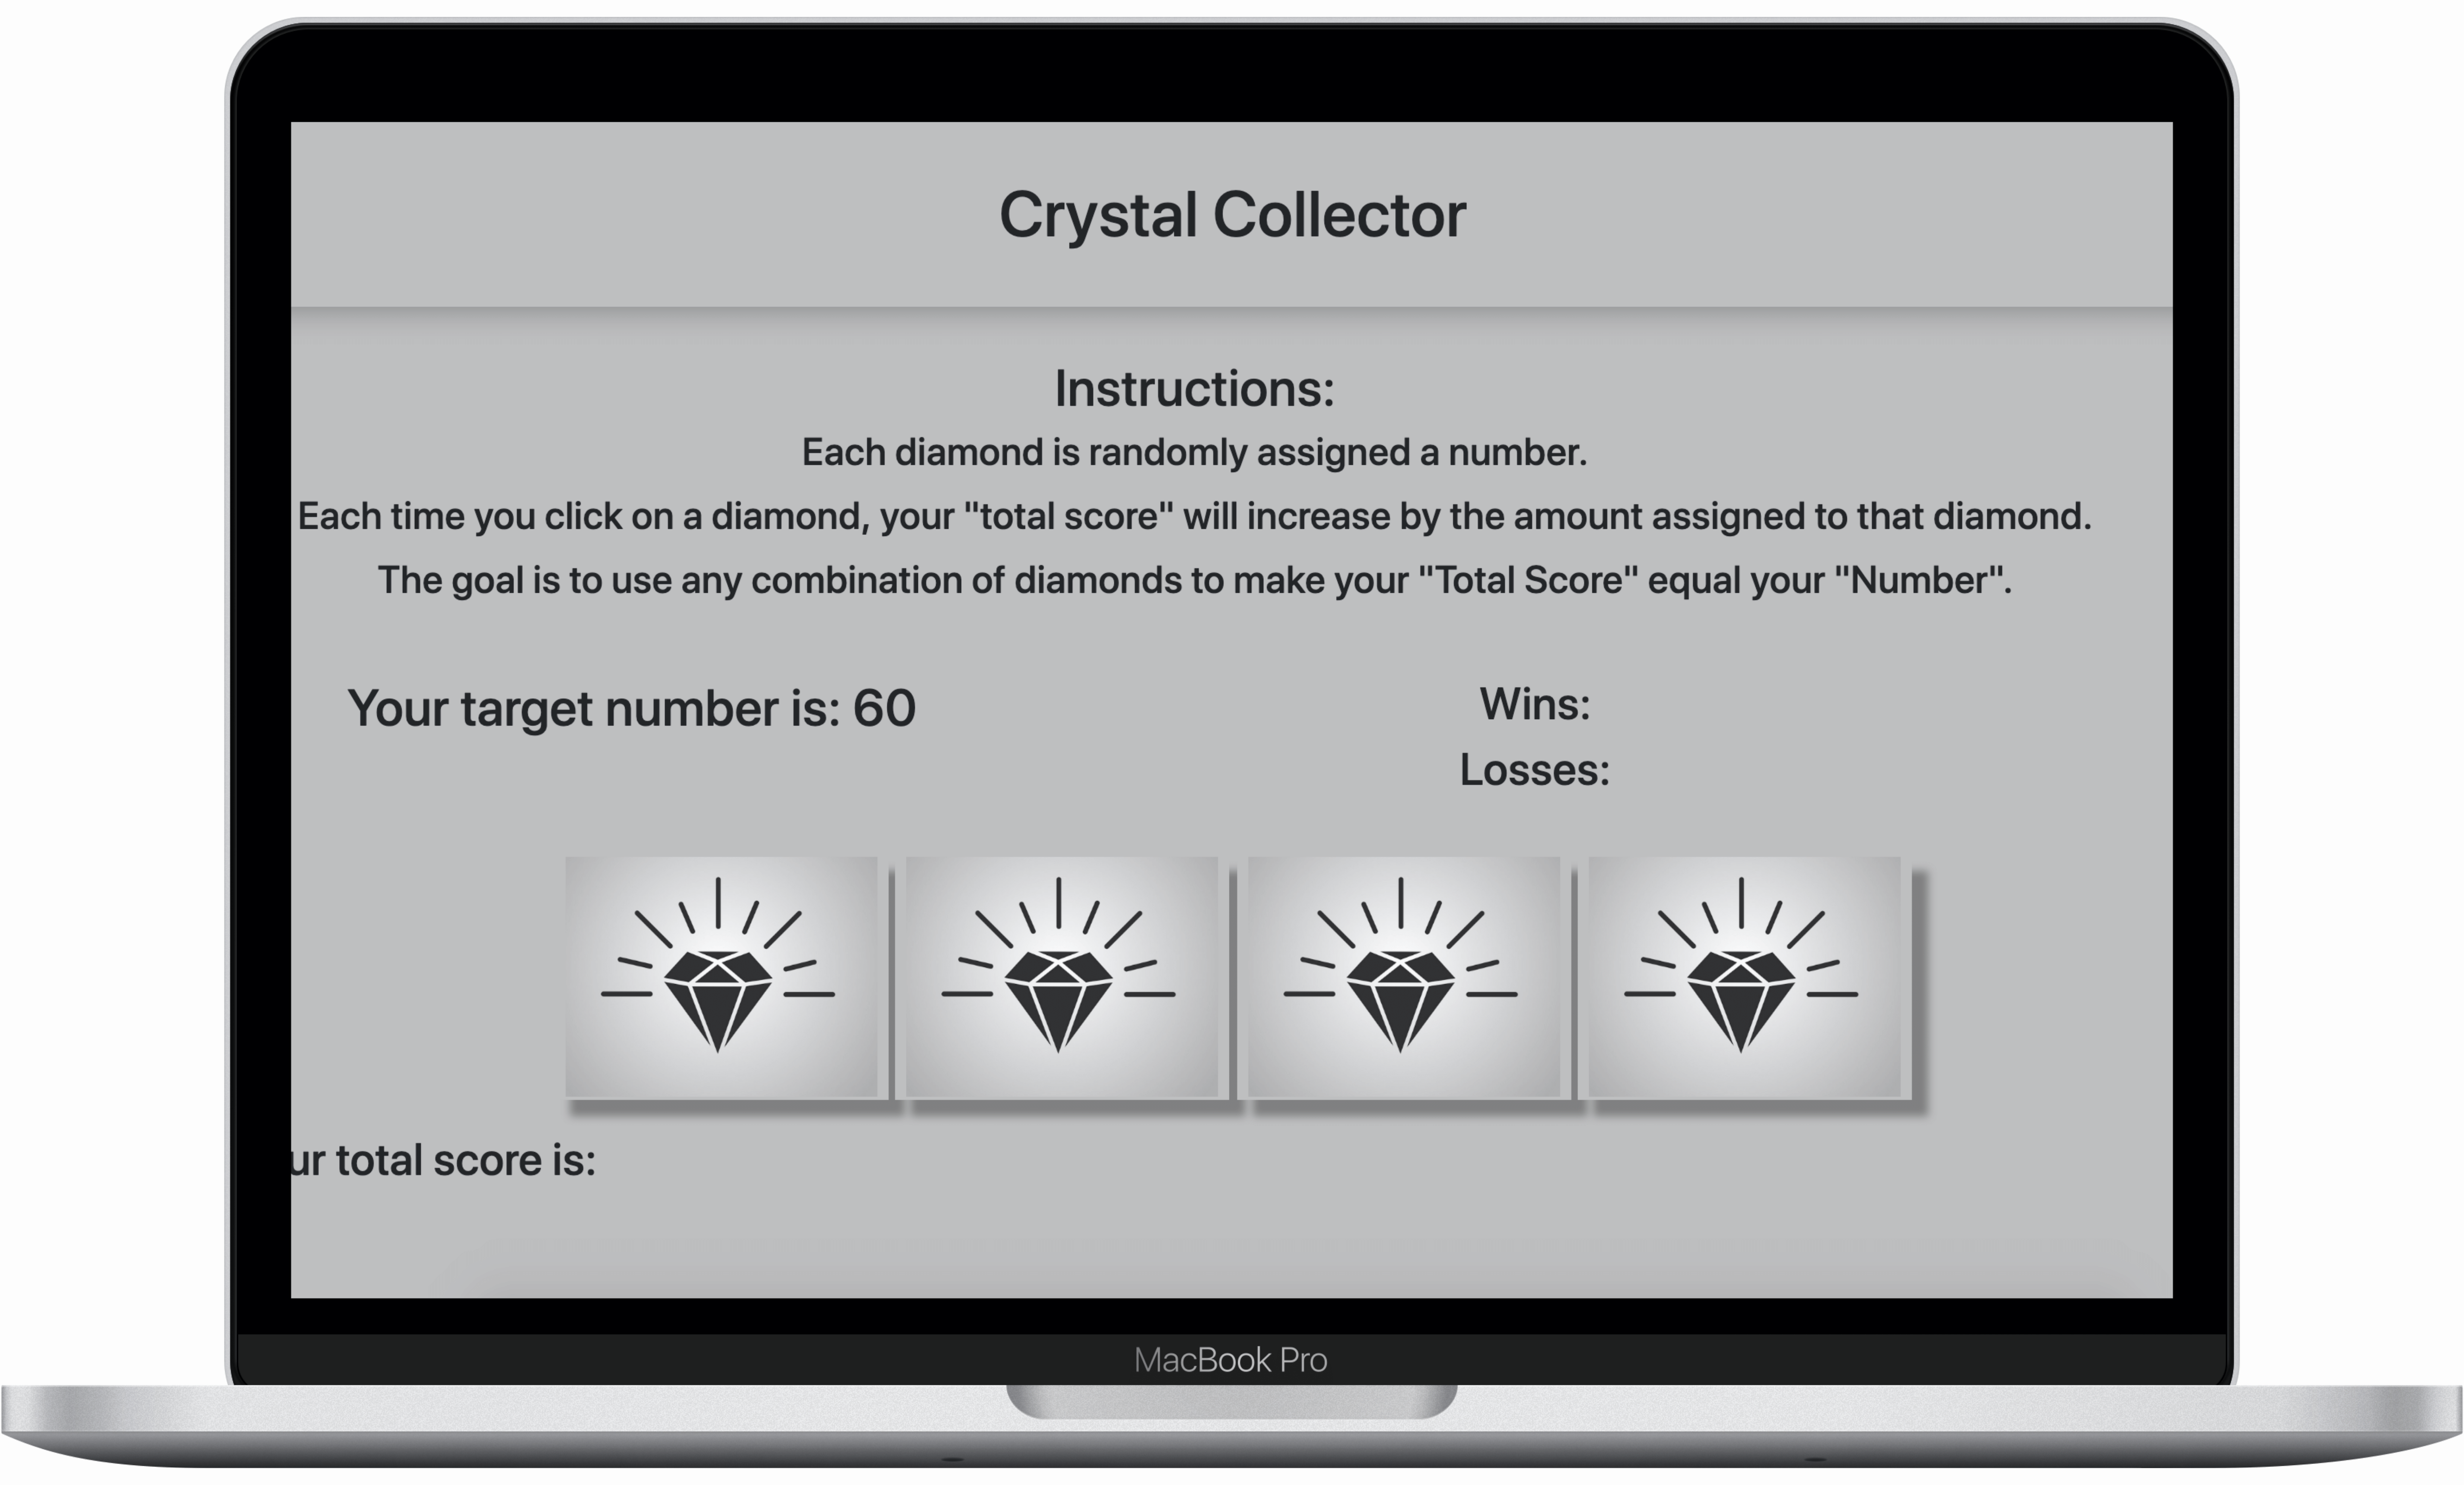 Crystal Collector
Instructions:
Each diamond is randomly assigned a number.
Each time you click on a diamond, your "total score" will increase by the amount assigned to that diamond.
The goal is to use any combination of diamonds to make your "Total Score" equal your "Number".
Your target number is: 60
Wins:
Losses:
ur total score is:
MacBook Pro